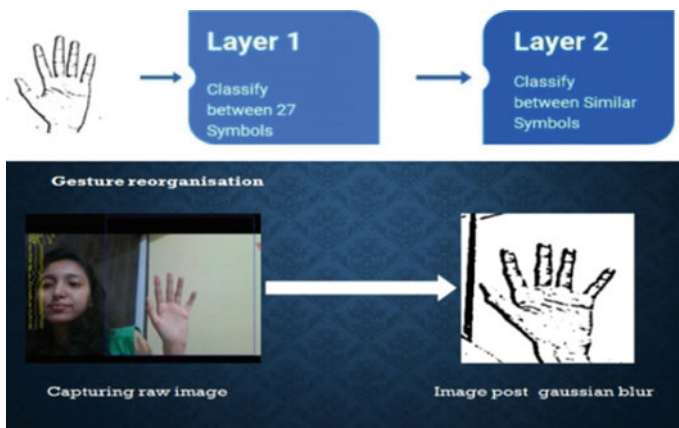 Layer 1
Classify
between 27
Symbols
Layer 2
Classify
between Similar
Symbols
Gesture reorganisation
Capturing raw image
Image post gaussian blur